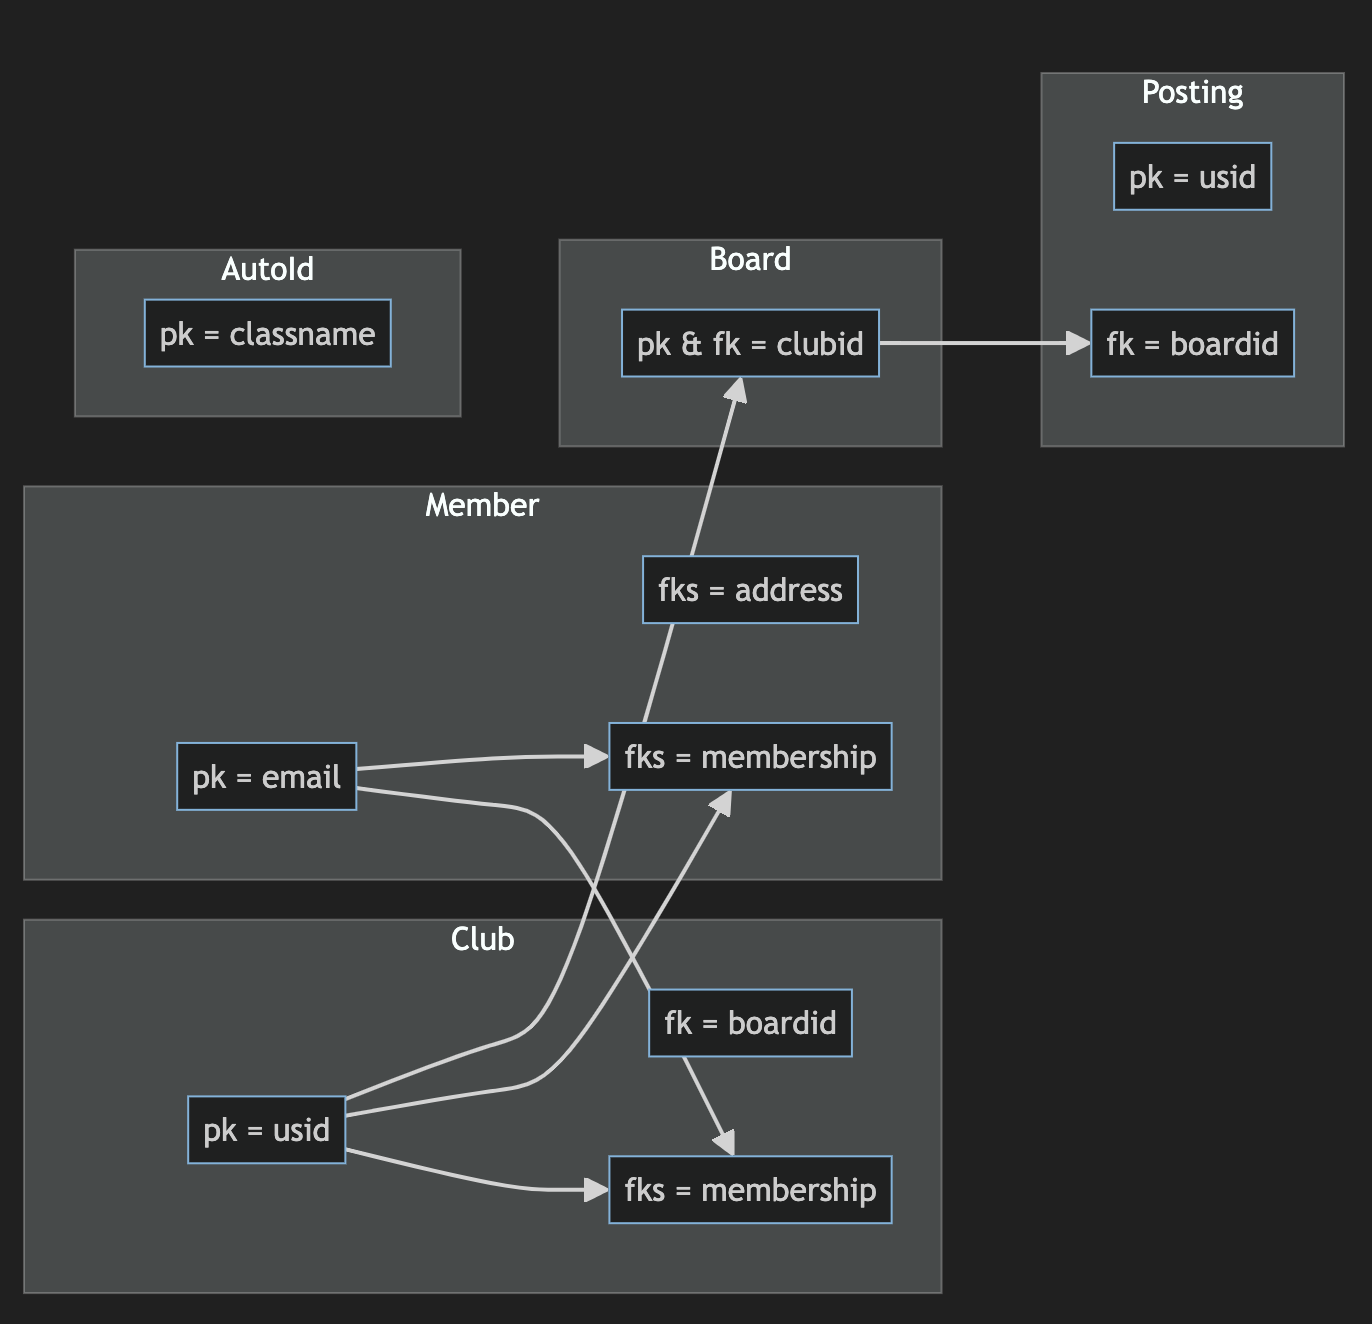 Posting
pk = usid
AutoId
pk = classname
Board
pk & fk = clubid
fk = boardid
Member
fks = address
pk = email
fks = membership
Club
fk = boardid
pk = usid
fks = membership